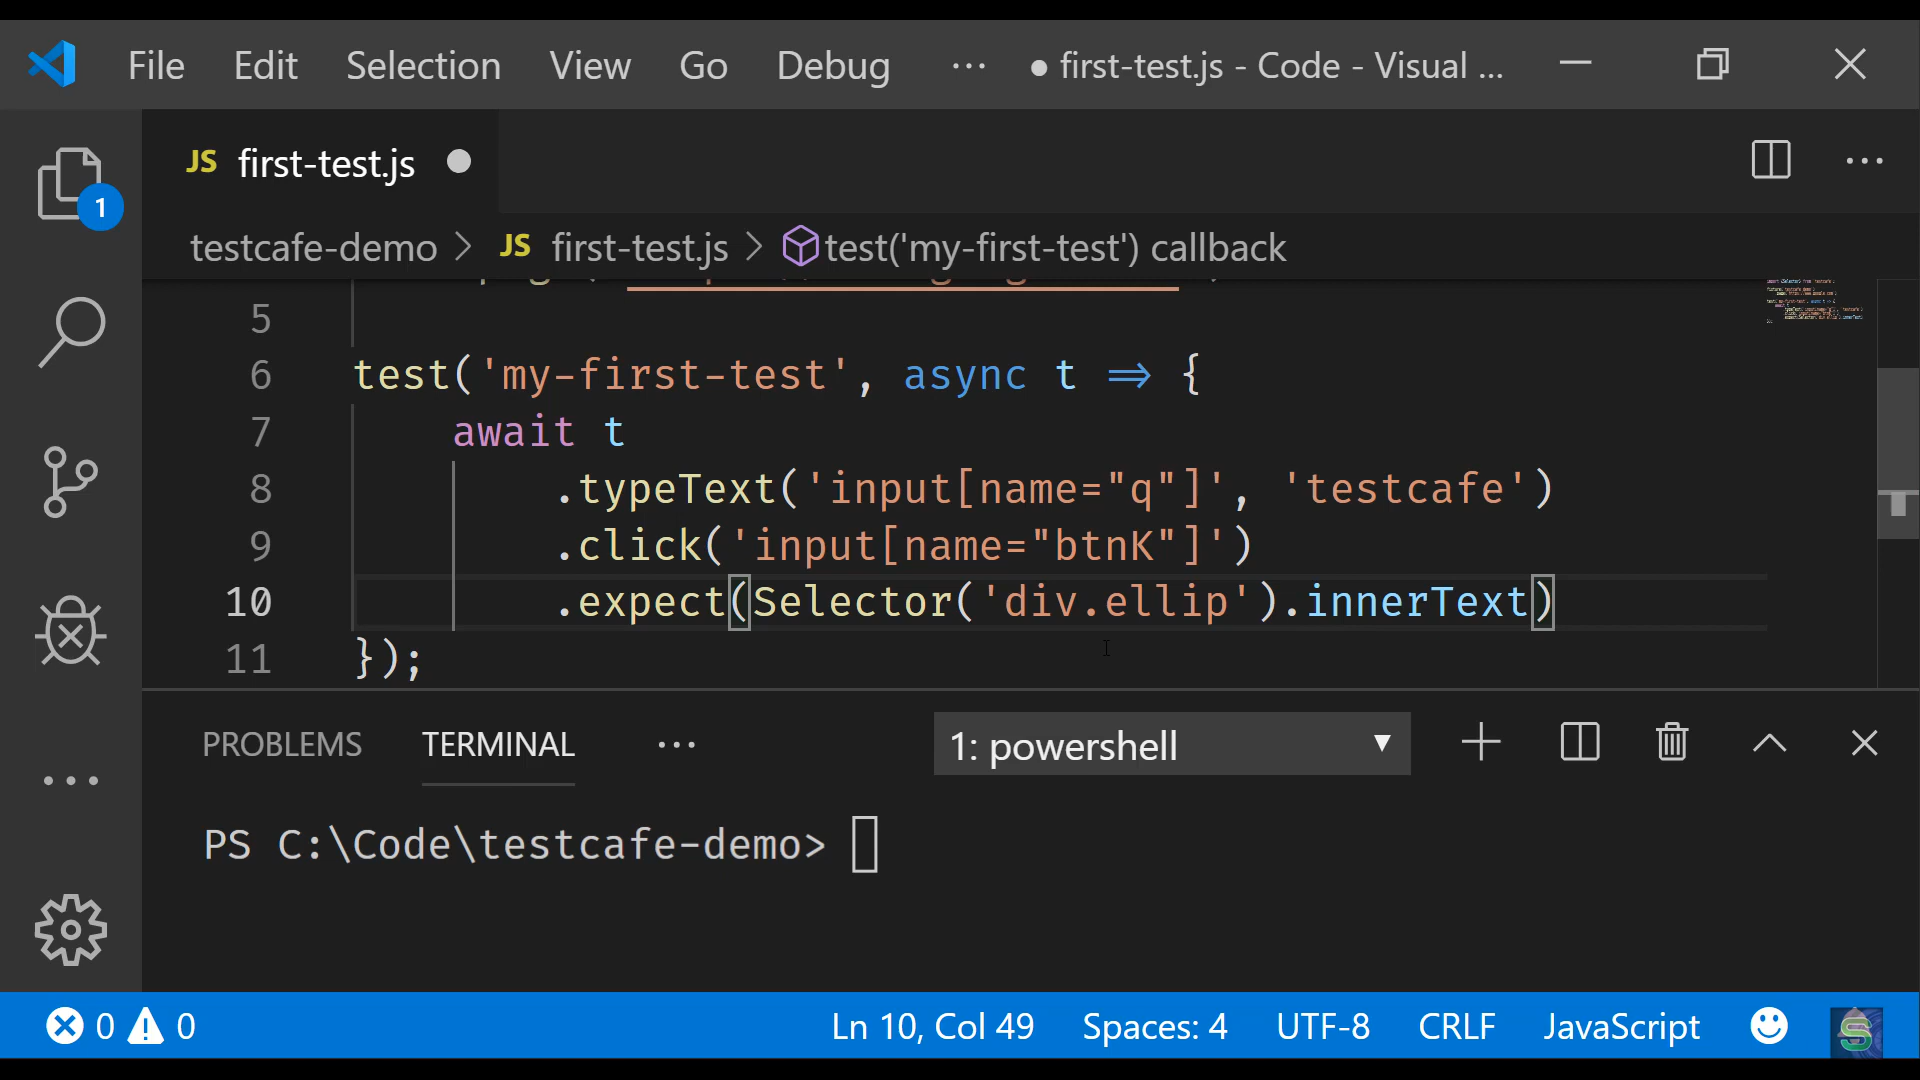 File Edit Selection View Go Debug ··· ● first-test.js - Code - Visual ...
JS first-test.js ●
1
testcafe-demo > JS first-test.js > test('my-first-test') callback
5
6 test('my-first-test', async t => {
7 await t
8 .typeText('input[name="q"]', 'testcafe')
9 .click('input[name="btnK"]')
10 .expect(Selector('div.ellip').innerText)
11 });
PROBLEMS TERMINAL ··· 1: powershell
PS C:\Code\testcafe-demo>
0 0 Ln 10, Col 49 Spaces: 4 UTF-8 CRLF JavaScript